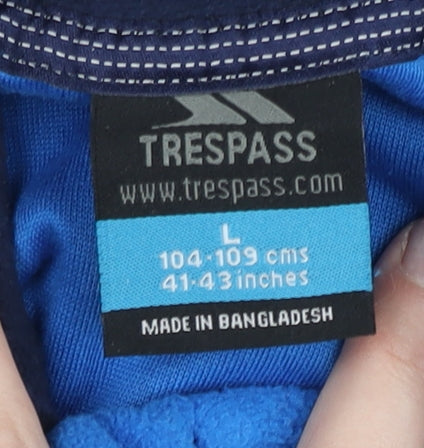 TRESPASS
www.trespass.com
L
104-109 cms
41-43 inches
MADE IN BANGLADESH